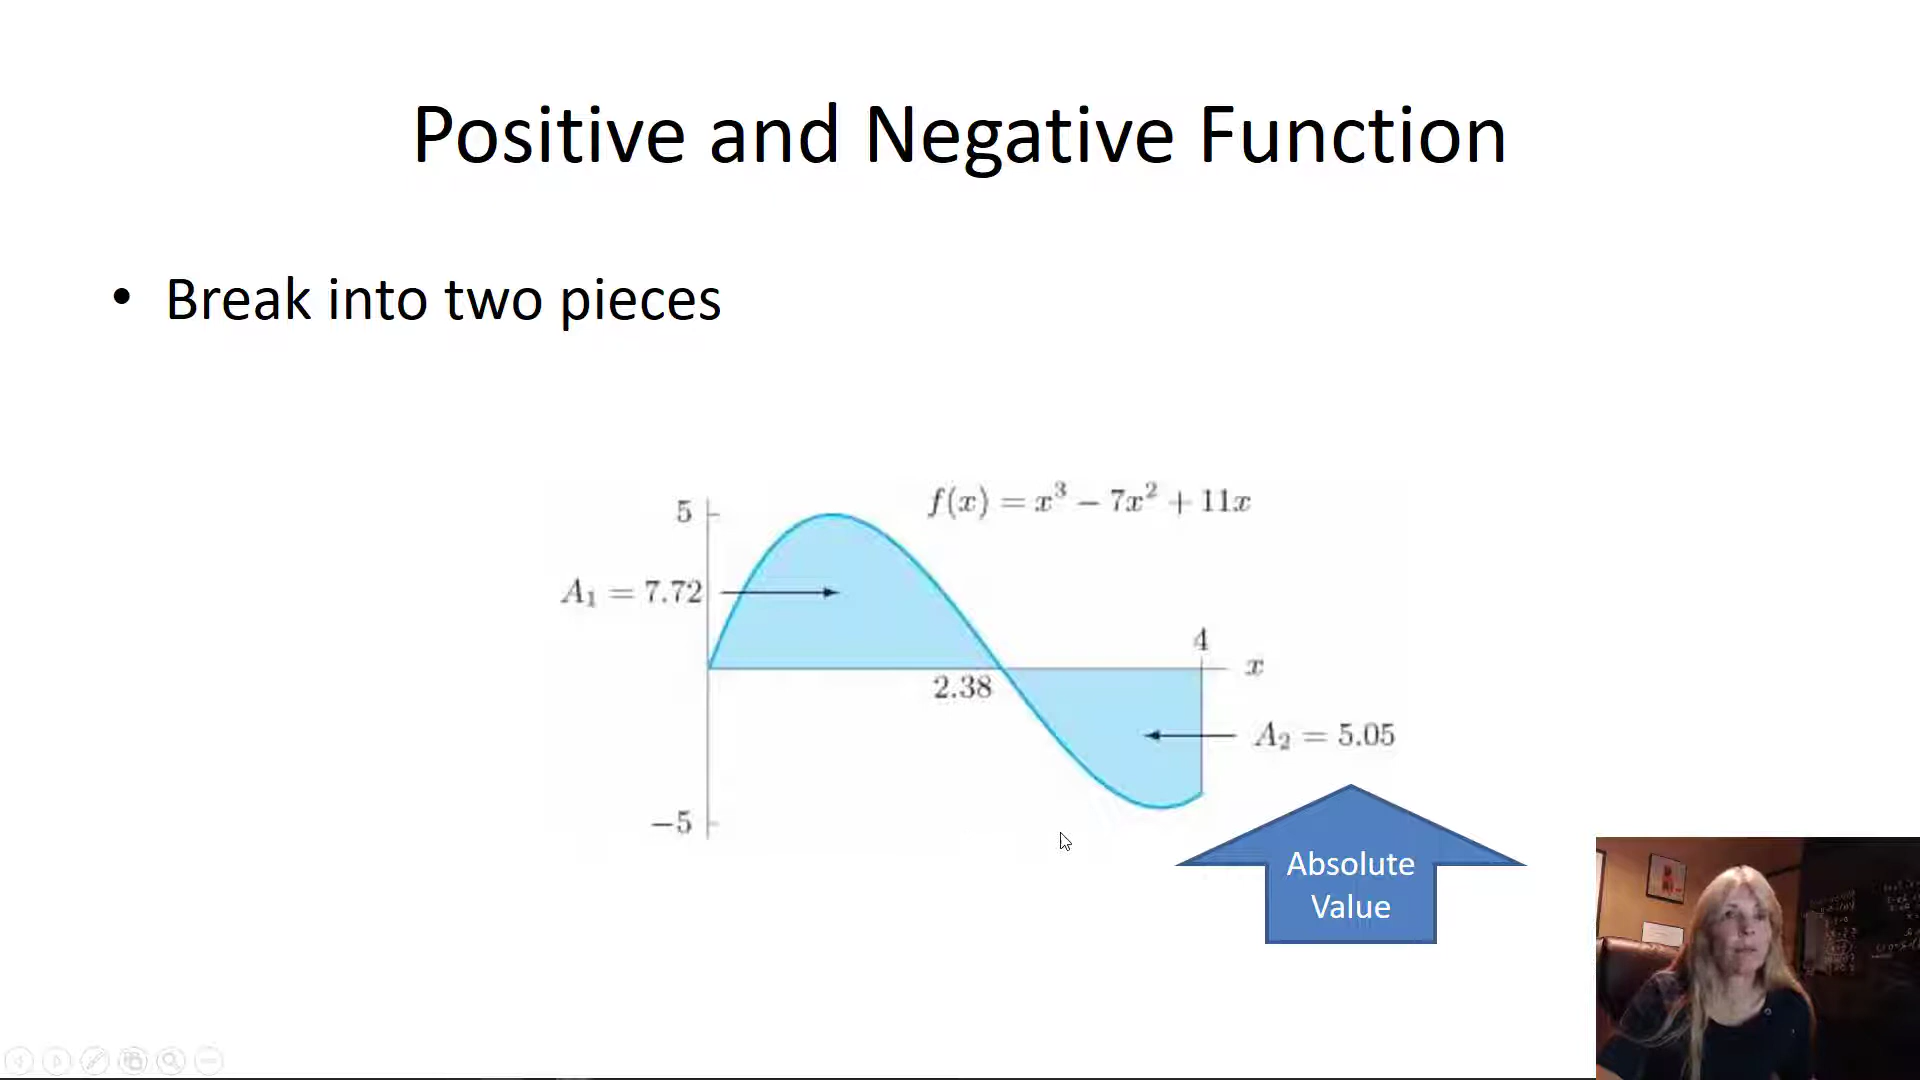 Positive and Negative Function
• Break into two pieces
f(x) = x³ − 7x² + 11x
5
A₁ = 7.72
4
x
2.38
A₂ = 5.05
−5
Absolute
Value